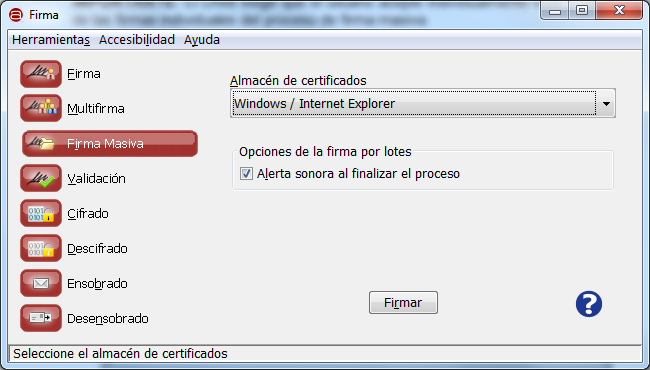 Firma
Herramientas Accesibilidad Ayuda
Firma
Multifirma
Firma Masiva
Validación
Cifrado
Descifrado
Ensobrado
Desensobrado
Almacén de certificados
Windows / Internet Explorer
Opciones de la firma por lotes
Alerta sonora al finalizar el proceso
Firmar
Seleccione el almacén de certificados